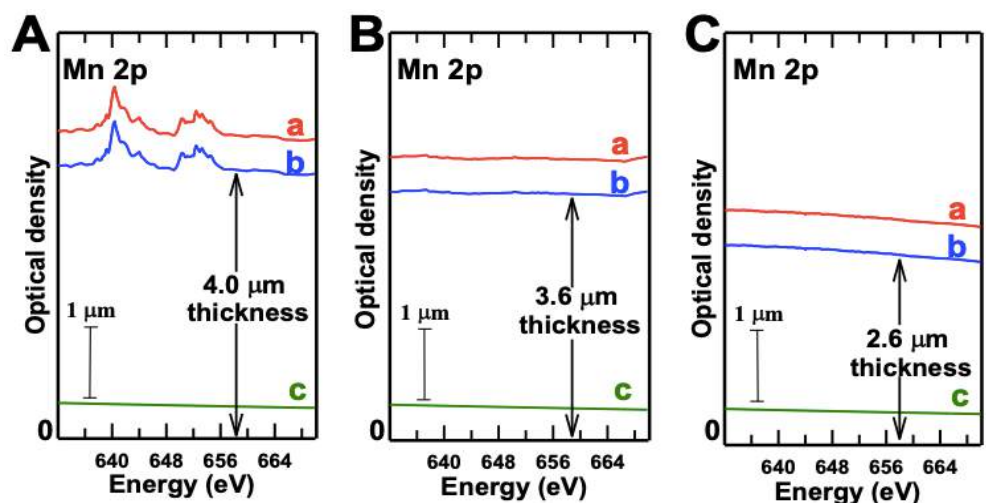 A
Mn 2p
a
b
4.0 μm
thickness
1 μm
c
0
Optical density
640 648 656 664
Energy (eV)
B
Mn 2p
a
b
3.6 μm
thickness
1 μm
c
0
Optical density
640 648 656 664
Energy (eV)
C
Mn 2p
a
b
2.6 μm
thickness
1 μm
c
0
Optical density
640 648 656 664
Energy (eV)